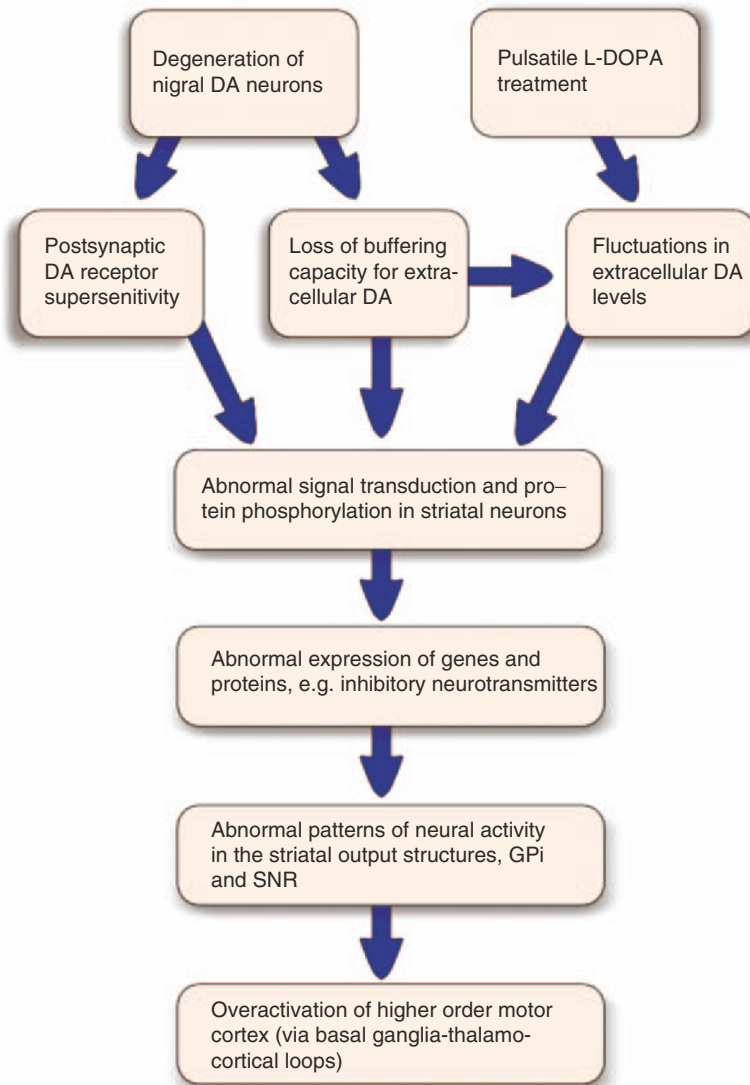 Degeneration of
nigral DA neurons
Pulsatile L-DOPA
treatment
Postsynaptic
DA receptor
supersenitivity
Loss of buffering
capacity for extra-
cellular DA
Fluctuations in
extracellular DA
levels
Abnormal signal transduction and pro–
tein phosphorylation in striatal neurons
Abnormal expression of genes and
proteins, e.g. inhibitory neurotransmitters
Abnormal patterns of neural activity
in the striatal output structures, GPi
and SNR
Overactivation of higher order motor
cortex (via basal ganglia-thalamo-
cortical loops)